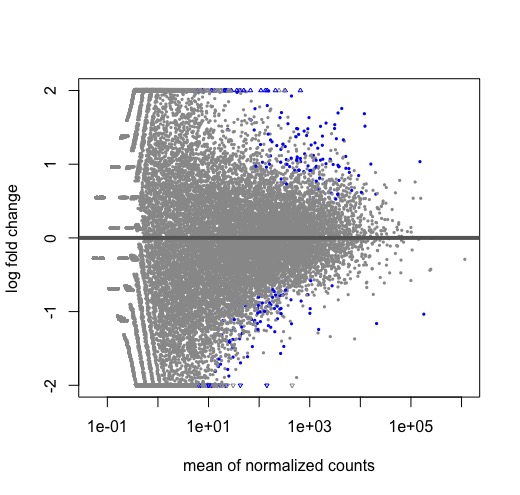 2
1
0
-1
-2
log fold change
1e-01
1e+01
1e+03
1e+05
mean of normalized counts